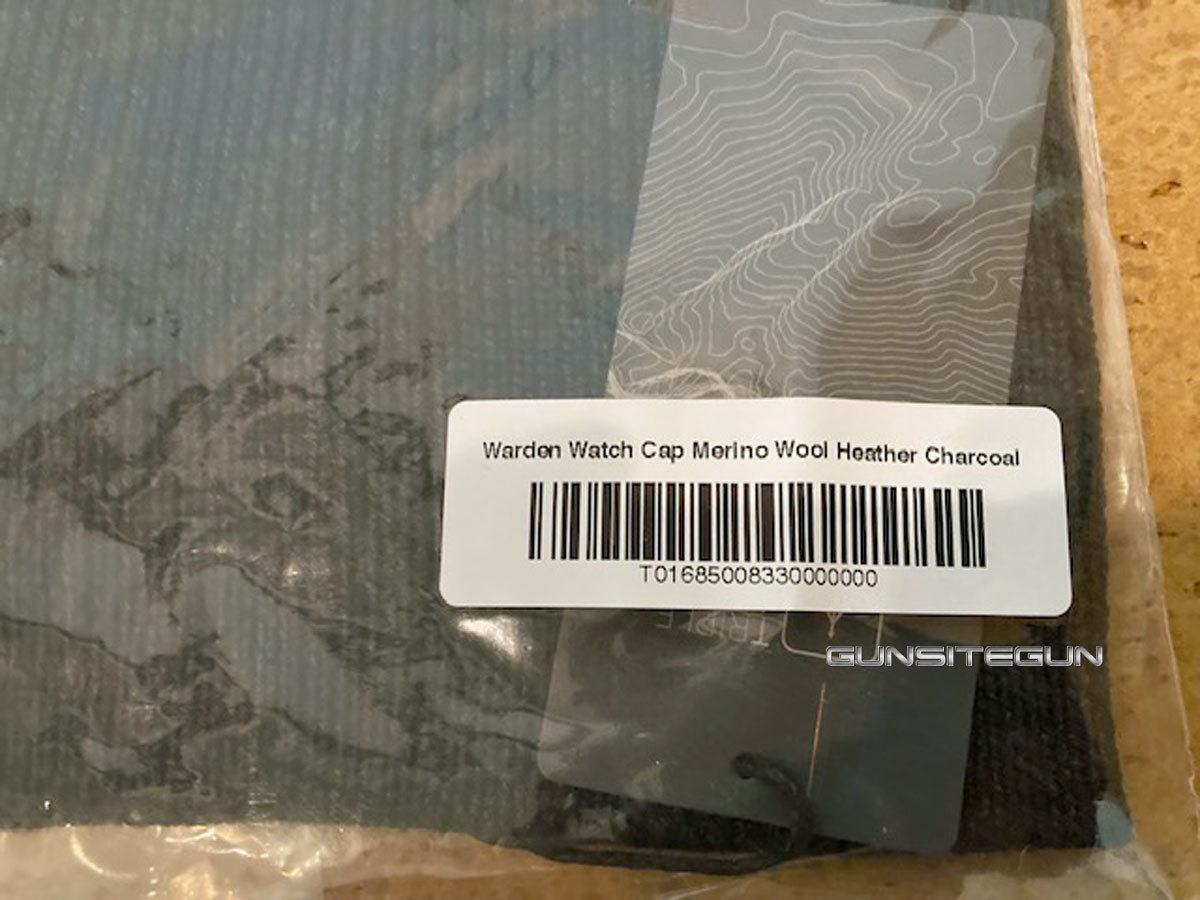 Warden Watch Cap Merino Wool Heather Charcoal
T01685008330000000
GUNSITEGUN